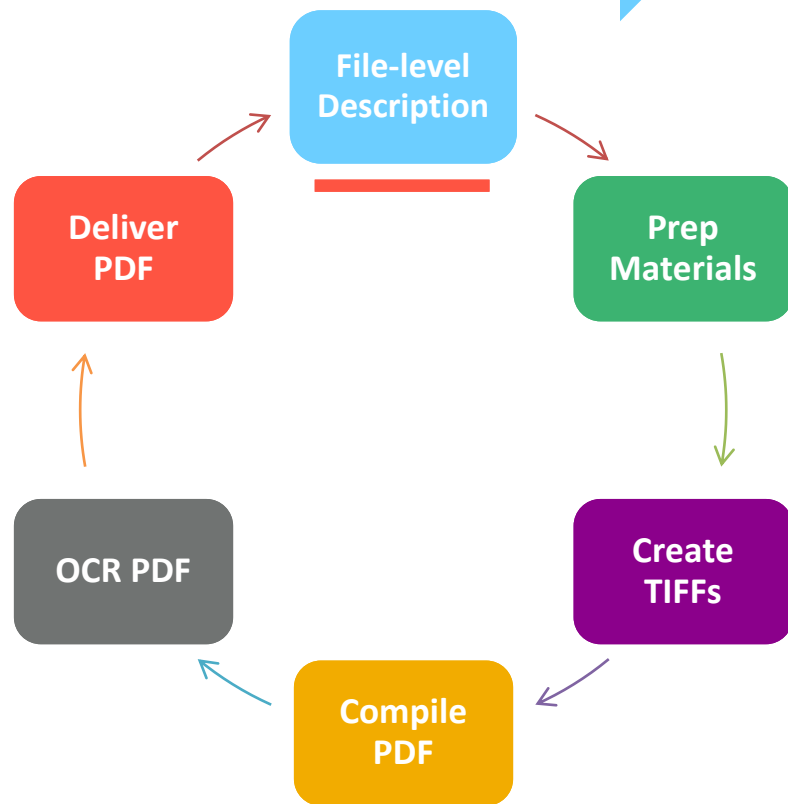 File-level
Description
Prep
Materials
Create
TIFFs
Compile
PDF
OCR PDF
Deliver
PDF